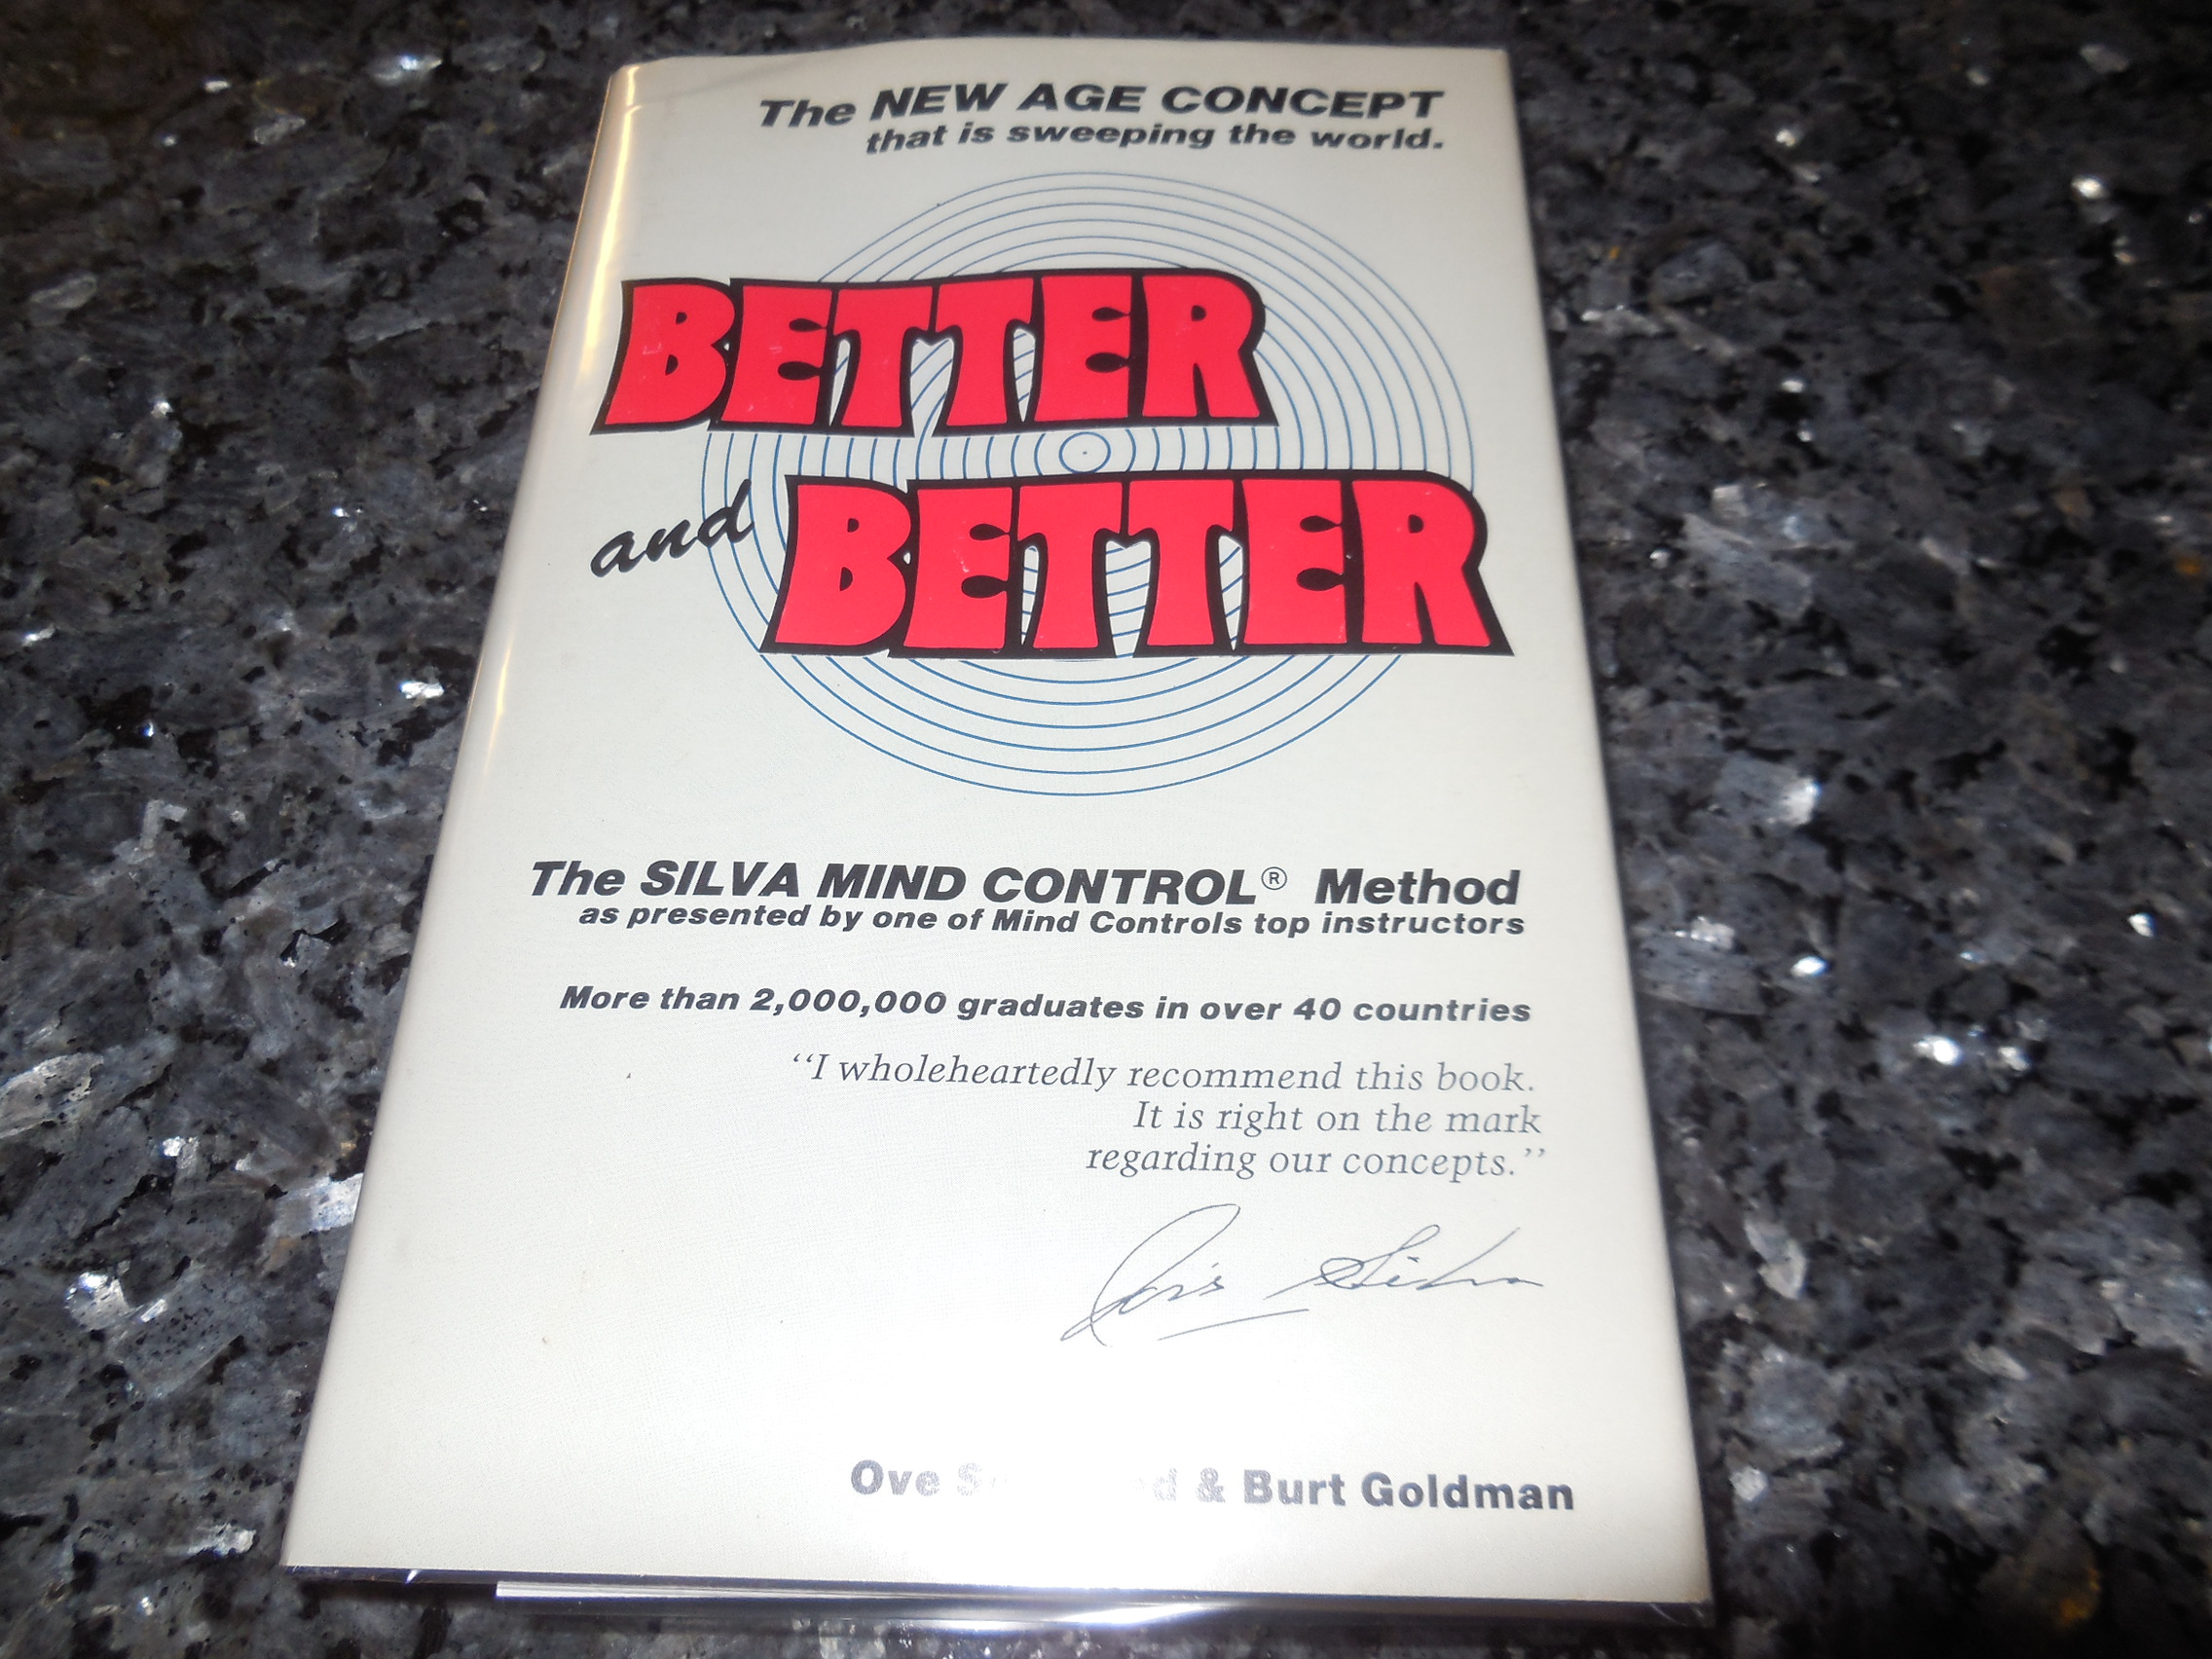 The NEW AGE CONCEPT
that is sweeping the world.
BETTER
and BETTER
The SILVA MIND CONTROL® Method
as presented by one of Mind Controls top instructors
More than 2,000,000 graduates in over 40 countries
‘‘I wholeheartedly recommend this book.
It is right on the mark
regarding our concepts.’’
Ove & Burt Goldman